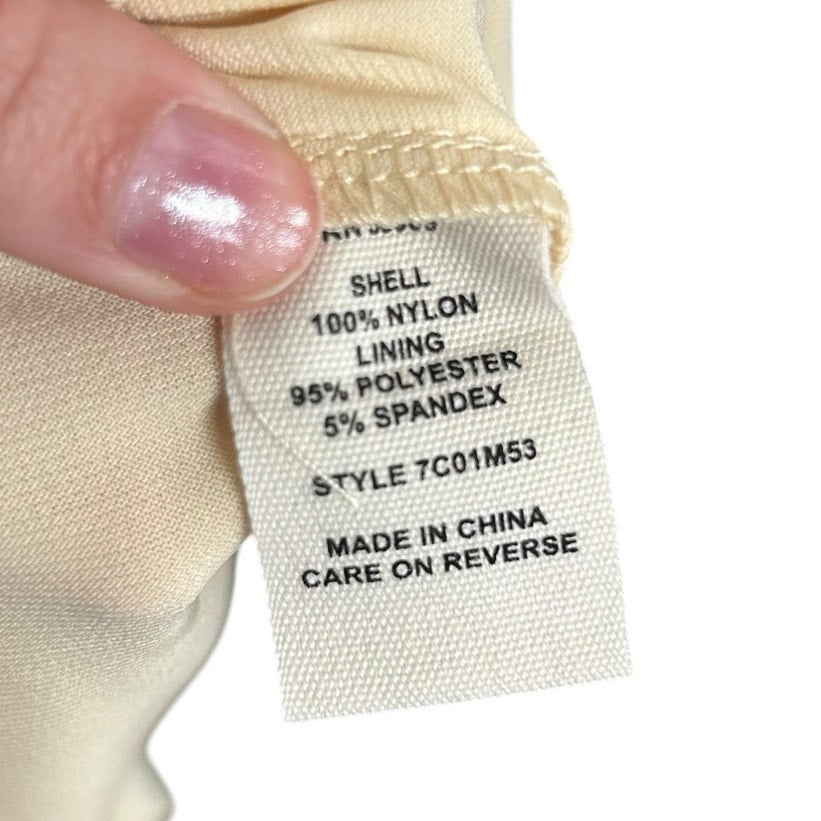 SHELL
100% NYLON
LINING
95% POLYESTER
5% SPANDEX
STYLE 7C01M53
MADE IN CHINA
CARE ON REVERSE